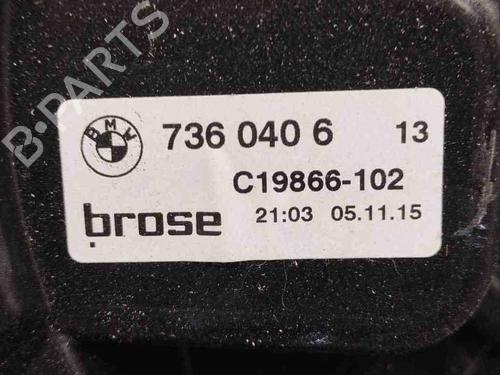 B-PARTS
BMW
736 040 6 13
C19866-102
brose
21:03 05.11.15